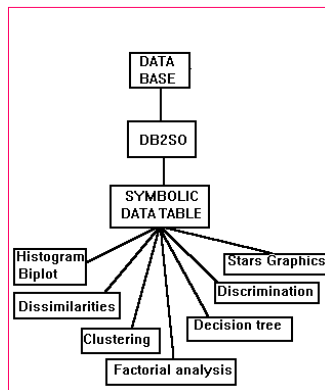 DATA
BASE
DB2SO
SYMBOLIC
DATA TABLE
Histogram
Biplot
Stars Graphics
Dissimilarities
Discrimination
Clustering
Decision tree
Factorial analysis